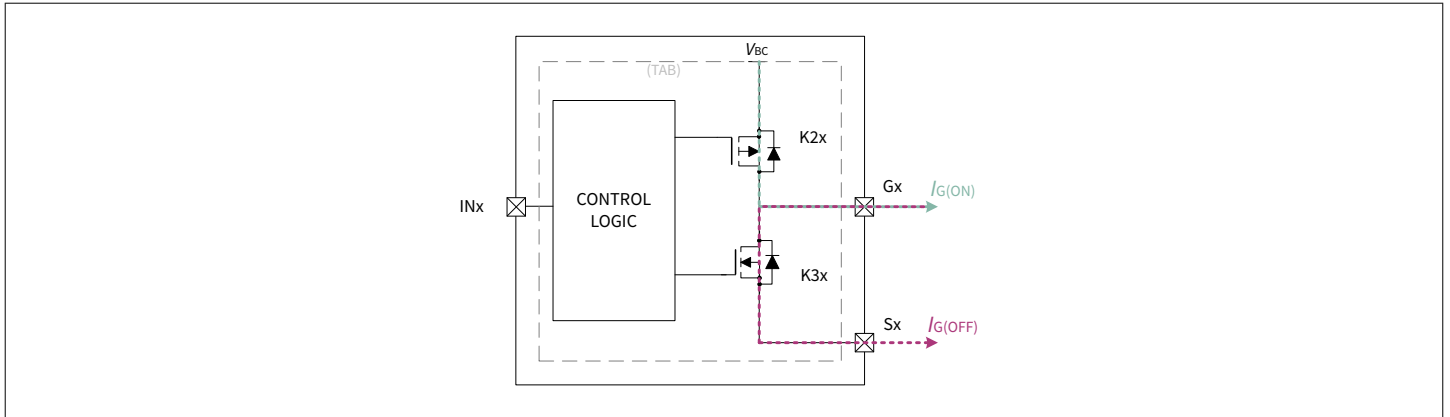 VBC
(TAB)
K2x
Gx
IG(ON)
INx
CONTROL
LOGIC
K3x
Sx
IG(OFF)